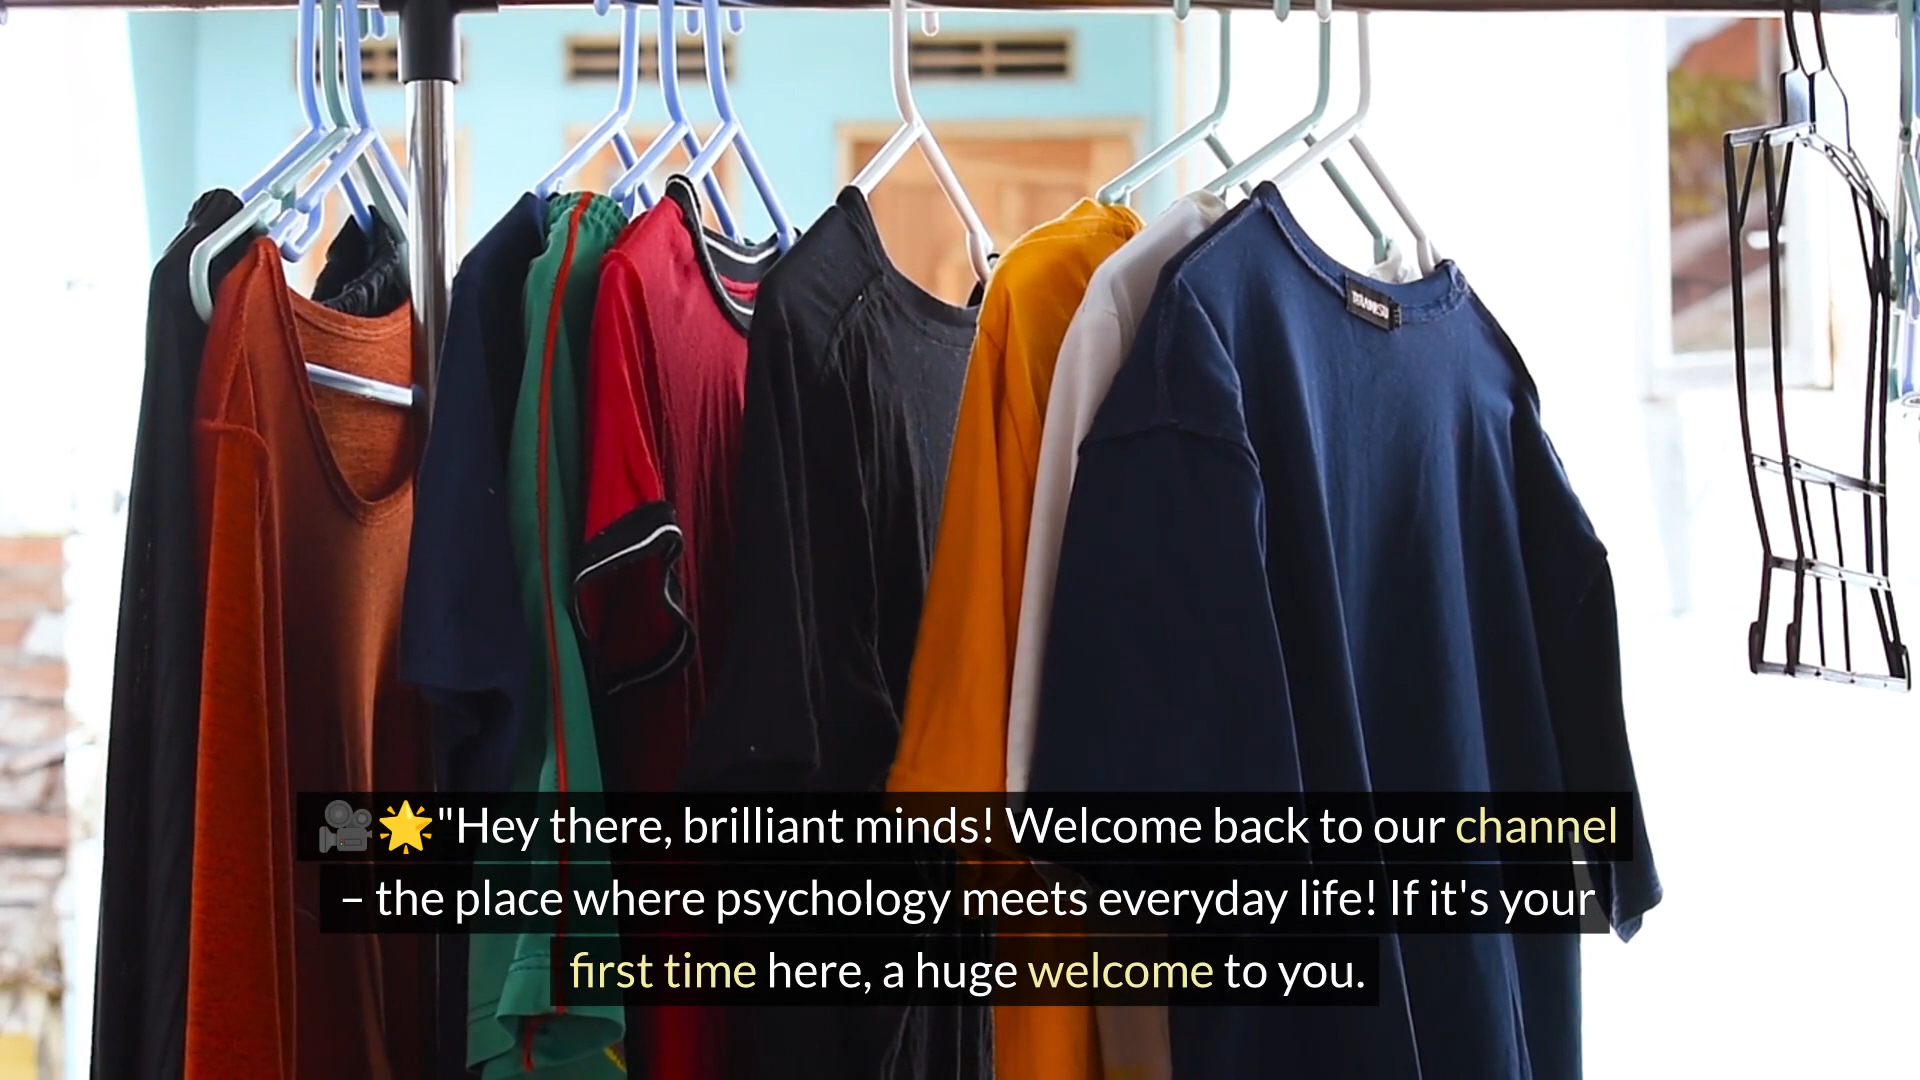 🎥🌟"Hey there, brilliant minds! Welcome back to our channel
– the place where psychology meets everyday life! If it's your
first time here, a huge welcome to you.